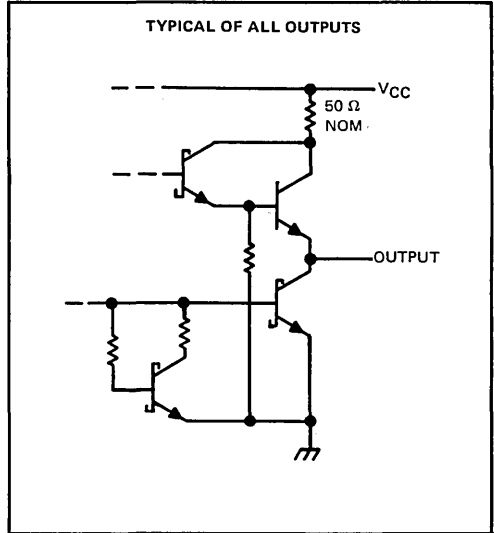 TYPICAL OF ALL OUTPUTS
VCC
50 Ω
NOM
OUTPUT